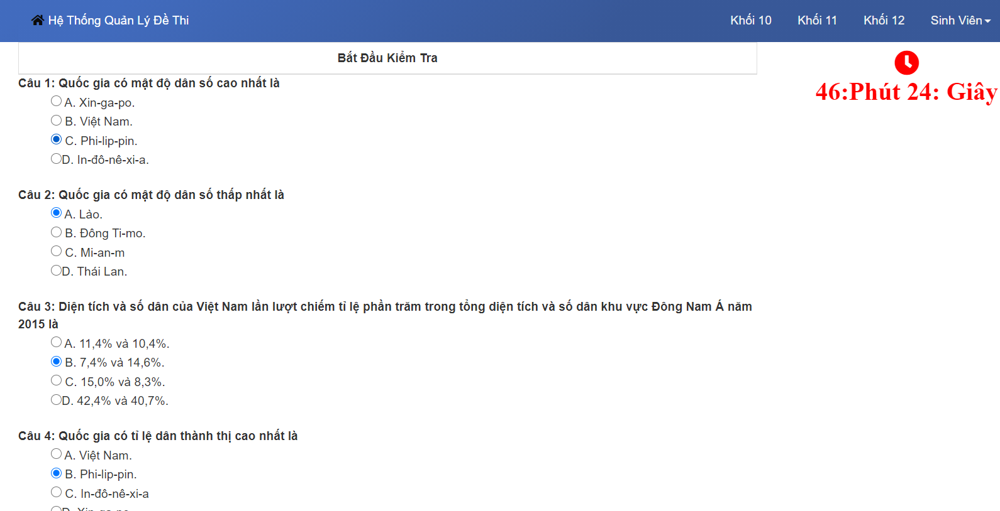 Hệ Thống Quản Lý Đề Thi
Khối 10
Khối 11
Khối 12
Sinh Viên
Bắt Đầu Kiểm Tra
46:Phút 24: Giây
Câu 1: Quốc gia có mật độ dân số cao nhất là
A. Xin-ga-po.
B. Việt Nam.
C. Phi-lip-pin.
D. In-đô-nê-xi-a.
Câu 2: Quốc gia có mật độ dân số thấp nhất là
A. Lào.
B. Đông Ti-mo.
C. Mi-an-m
D. Thái Lan.
Câu 3: Diện tích và số dân của Việt Nam lần lượt chiếm tỉ lệ phần trăm trong tổng diện tích và số dân khu vực Đông Nam Á năm
2015 là
A. 11,4% và 10,4%.
B. 7,4% và 14,6%.
C. 15,0% và 8,3%.
D. 42,4% và 40,7%.
Câu 4: Quốc gia có tỉ lệ dân thành thị cao nhất là
A. Việt Nam.
B. Phi-lip-pin.
C. In-đô-nê-xi-a